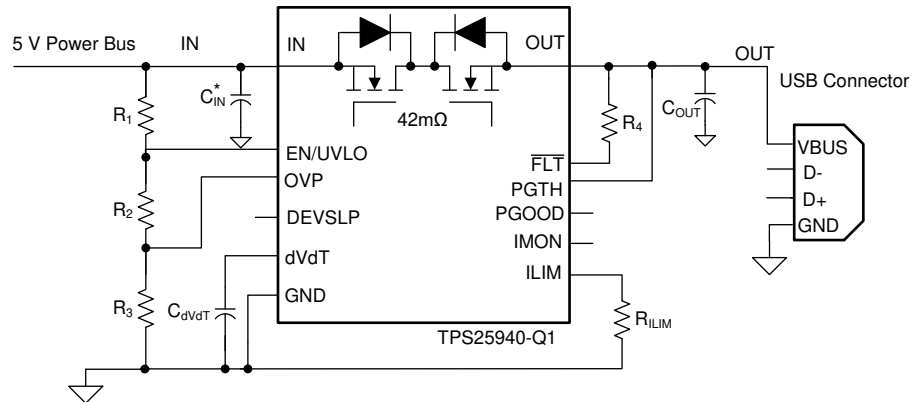 5 V Power Bus
IN
IN
OUT
OUT
USB Connector
C*IN
R1
42mΩ
R4
COUT
VBUS
EN/UVLO
FLT
D-
OVP
PGTH
R2
D+
DEVSLP
PGOOD
GND
IMON
dVdT
ILIM
R3
CdVdT
GND
RILIM
TPS25940-Q1